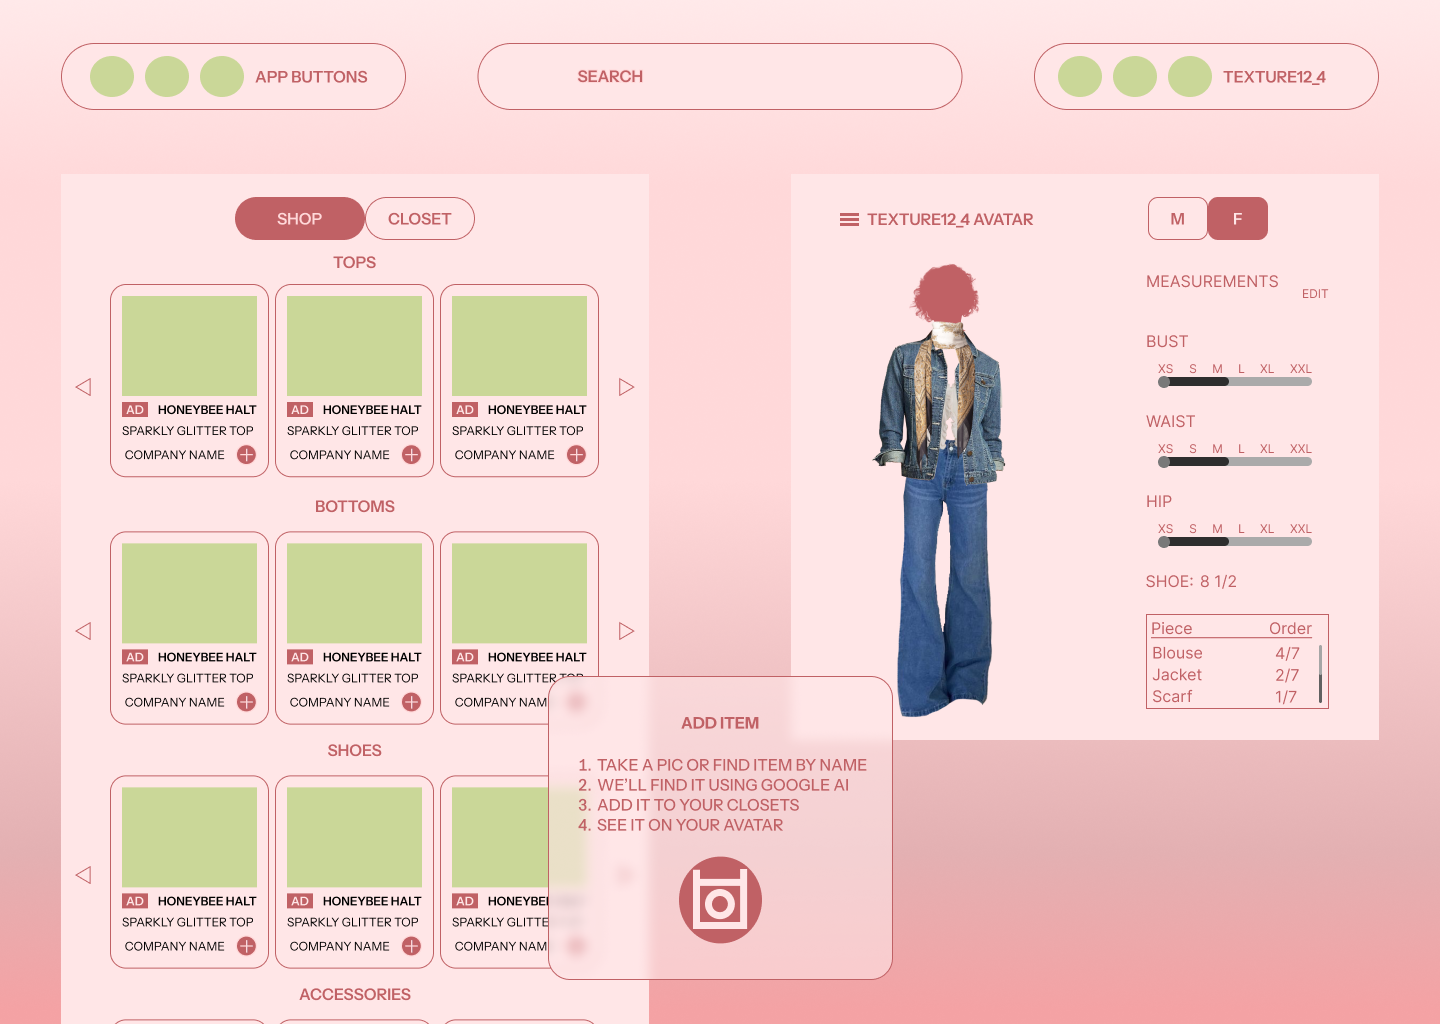 APP BUTTONS
SEARCH
TEXTURE12_4
SHOP
CLOSET
TOPS
AD HONEYBEE HALT
SPARKLY GLITTER TOP
COMPANY NAME
AD HONEYBEE HALT
SPARKLY GLITTER TOP
COMPANY NAME
AD HONEYBEE HALT
SPARKLY GLITTER TOP
COMPANY NAME
BOTTOMS
AD HONEYBEE HALT
SPARKLY GLITTER TOP
COMPANY NAME
AD HONEYBEE HALT
SPARKLY GLITTER TOP
COMPANY NAME
AD HONEYBEE HALT
SPARKLY GLITTER TOP
COMPANY NAM
SHOES
AD HONEYBEE HALT
SPARKLY GLITTER TOP
COMPANY NAME
AD HONEYBEE HALT
SPARKLY GLITTER TOP
COMPANY NAME
AD HONEYBE
SPARKLY GLITTE
COMPANY NAM
ACCESSORIES
TEXTURE12_4 AVATAR
M F
MEASUREMENTS
EDIT
BUST
XS S M L XL XXL
WAIST
XS S M L XL XXL
HIP
XS S M L XL XXL
SHOE: 8 1/2
Piece Order
Blouse 4/7
Jacket 2/7
Scarf 1/7
ADD ITEM
1. TAKE A PIC OR FIND ITEM BY NAME
2. WE’LL FIND IT USING GOOGLE AI
3. ADD IT TO YOUR CLOSETS
4. SEE IT ON YOUR AVATAR